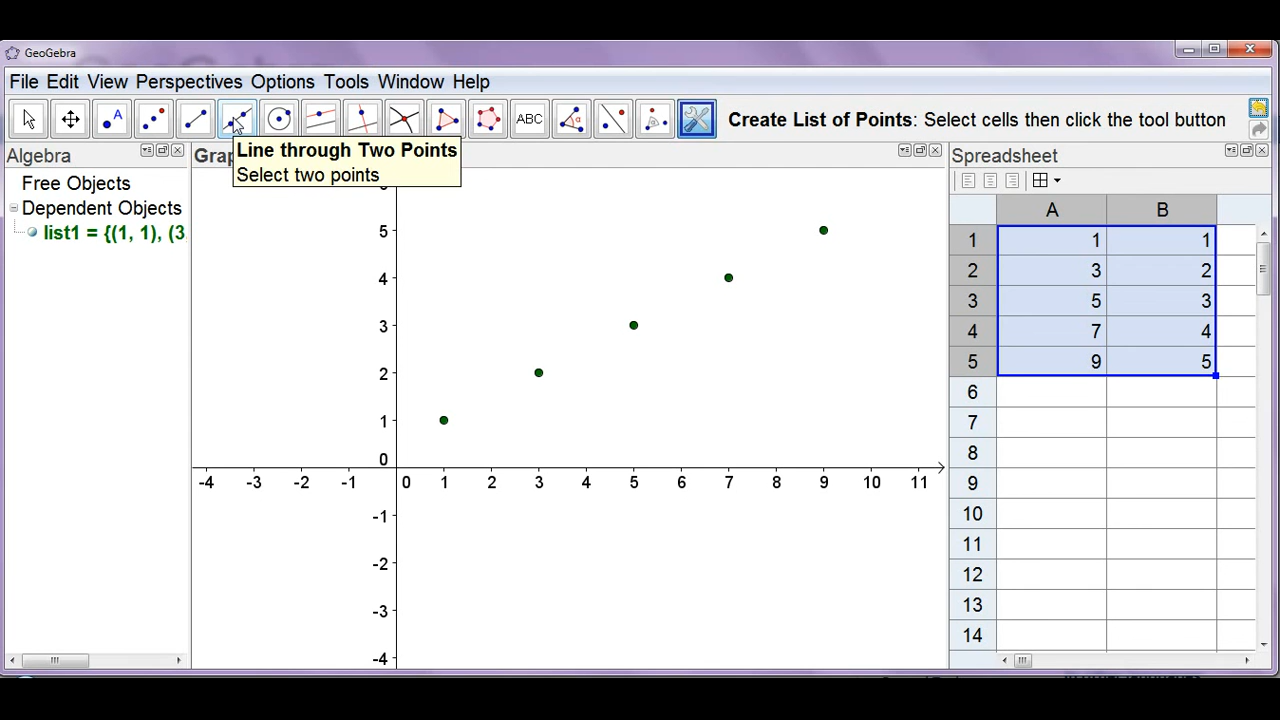 GeoGebra
File Edit View Perspectives Options Tools Window Help
A
ABC
Create List of Points: Select cells then click the tool button
Line through Two Points
Select two points
Algebra
Spreadsheet
Free Objects
Dependent Objects
list1 = {(1, 1), (3,
5
4
3
2
1
0
-4 -3 -2 -1 0 1 2 3 4 5 6 7 8 9 10 11
-1
-2
-3
-4
A B
1 1 1
2 3 2
3 5 3
4 7 4
5 9 5
6
7
8
9
10
11
12
13
14